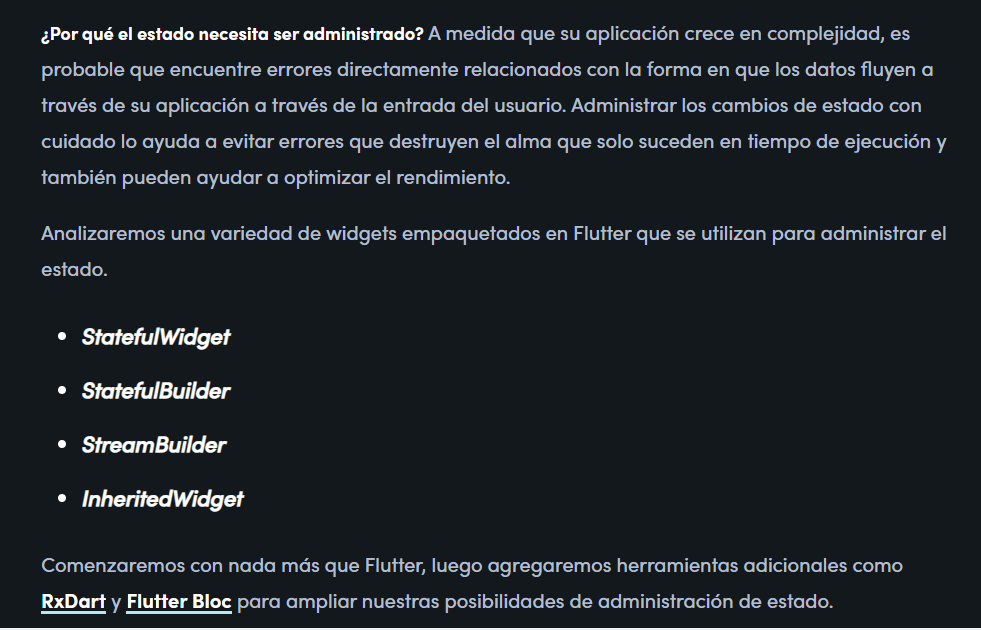 ¿Por qué el estado necesita ser administrado? A medida que su aplicación crece en complejidad, es
probable que encuentre errores directamente relacionados con la forma en que los datos fluyen a
través de su aplicación a través de la entrada del usuario. Administrar los cambios de estado con
cuidado lo ayuda a evitar errores que destruyen el alma que solo suceden en tiempo de ejecución y
también pueden ayudar a optimizar el rendimiento.
Analizaremos una variedad de widgets empaquetados en Flutter que se utilizan para administrar el
estado.
• StatefulWidget
• StatefulBuilder
• StreamBuilder
• InheritedWidget
Comenzaremos con nada más que Flutter, luego agregaremos herramientas adicionales como
RxDart y Flutter Bloc para ampliar nuestras posibilidades de administración de estado.